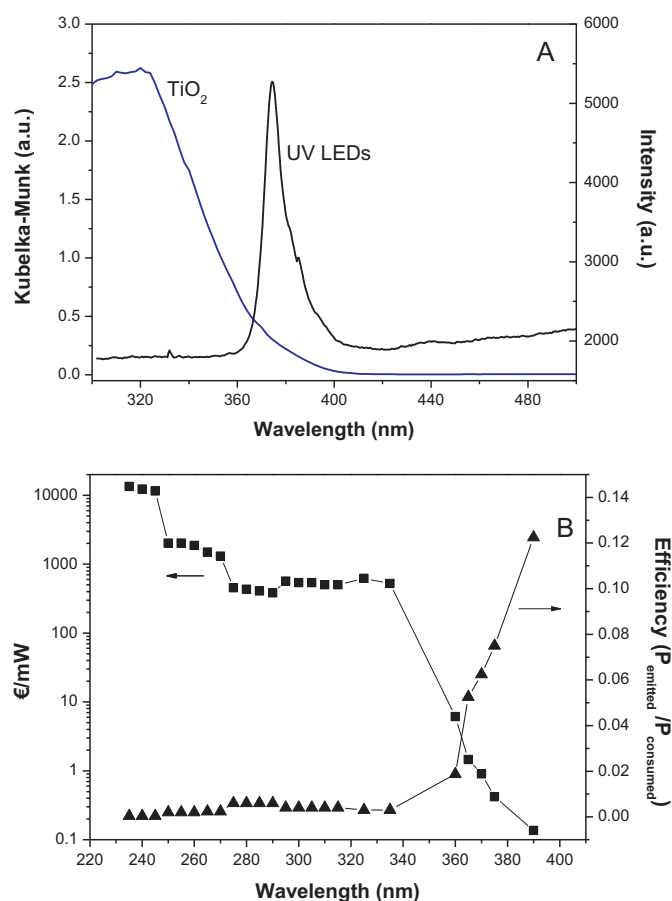 A
3.0
2.5
2.0
1.5
1.0
0.5
0.0
Kubelka-Munk (a.u.)
TiO2
UV LEDs
6000
5000
4000
3000
2000
Intensity (a.u.)
320 360 400 440 480
Wavelength (nm)
B
10000
1000
100
10
1
0.1
€/mW
0.14
0.12
0.10
0.08
0.06
0.04
0.02
0.00
Efficiency (Pemitted/Pconsumed)
220 240 260 280 300 320 340 360 380 400
Wavelength (nm)